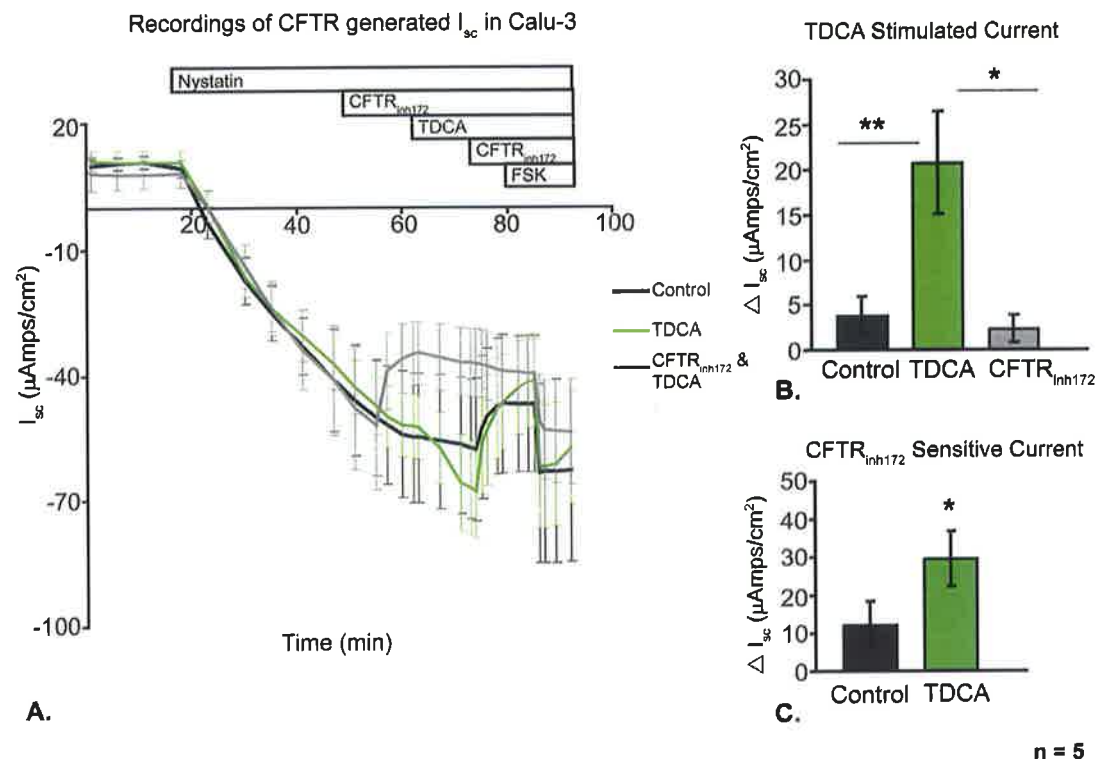 Recordings of CFTR generated Isc in Calu-3
Nystatin
CFTRinh172
TDCA
CFTRinh172
FSK
20
-10
-40
-70
-100
20 40 60 80 100
Isc (µAmps/cm²)
Time (min)
Control
TDCA
CFTRinh172 &
TDCA
A.
TDCA Stimulated Current
30
25
20
15
10
5
0
△ Isc (µAmps/cm²)
**
*
Control TDCA CFTRinh172
B.
CFTRinh172 Sensitive Current
50
40
30
20
10
0
△ Isc (µAmps/cm²)
*
Control TDCA
C.
n = 5